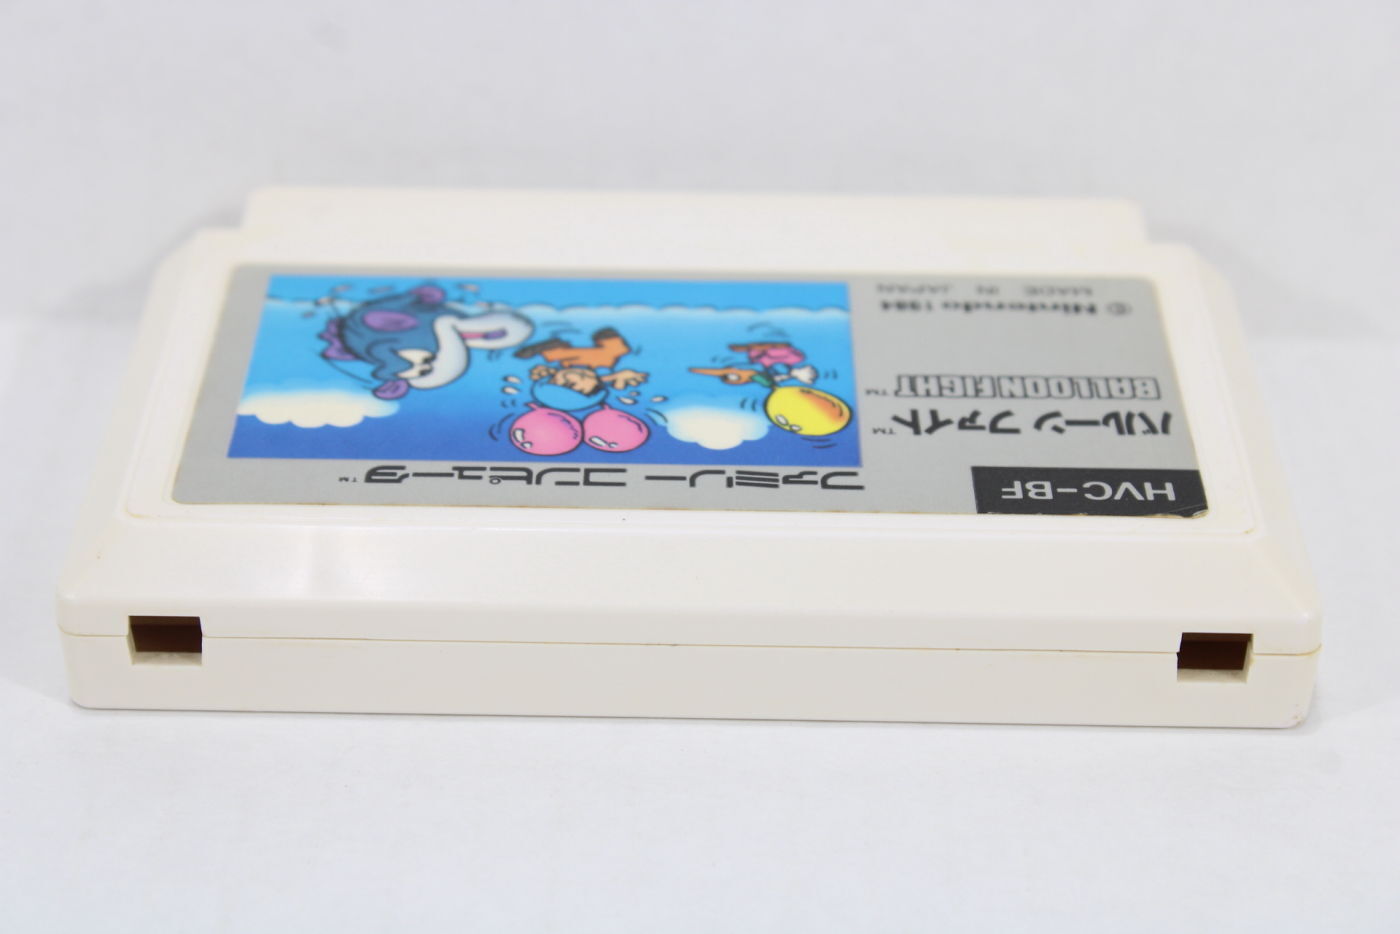 HVC-BF
ファミリー コンピュータ™
バルーン ファイト™
BALLOON FIGHT™
© Nintendo 1984
MADE IN JAPAN